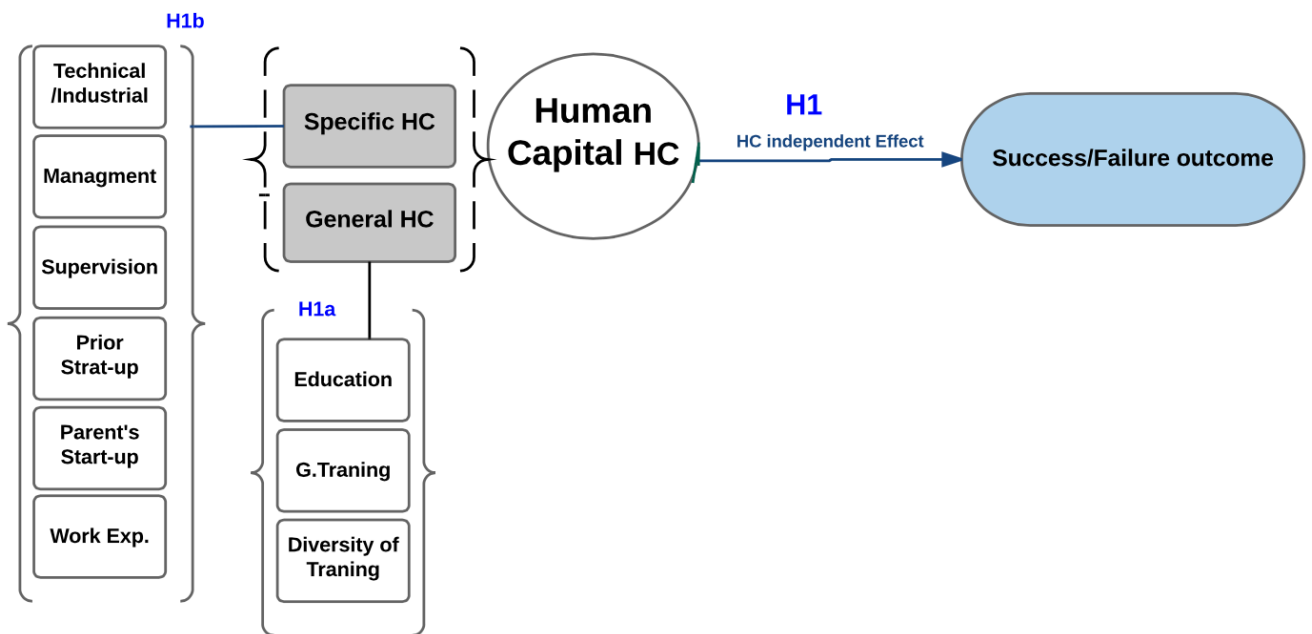 H1b
Technical
/Industrial
Managment
Supervision
Prior
Strat-up
Parent's
Start-up
Work Exp.
Specific HC
General HC
H1a
Education
G.Traning
Diversity of
Traning
Human
Capital HC
H1
HC independent Effect
Success/Failure outcome